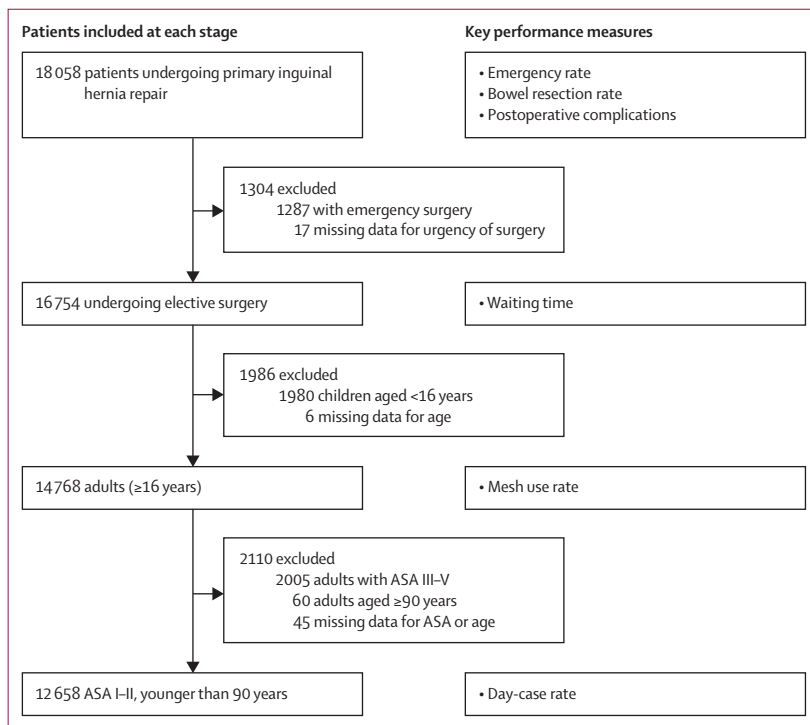 Patients included at each stage
Key performance measures
18 058 patients undergoing primary inguinal
hernia repair
• Emergency rate
• Bowel resection rate
• Postoperative complications
1304 excluded
1287 with emergency surgery
17 missing data for urgency of surgery
16 754 undergoing elective surgery
• Waiting time
1986 excluded
1980 children aged <16 years
6 missing data for age
14 768 adults (≥16 years)
• Mesh use rate
2110 excluded
2005 adults with ASA III–V
60 adults aged ≥90 years
45 missing data for ASA or age
12 658 ASA I–II, younger than 90 years
• Day-case rate